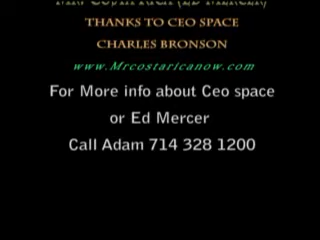 THANKS TO CEO SPACE
CHARLES BRONSON
www.Mrcostaricanow.com
For More info about Ceo space
or Ed Mercer
Call Adam 714 328 1200